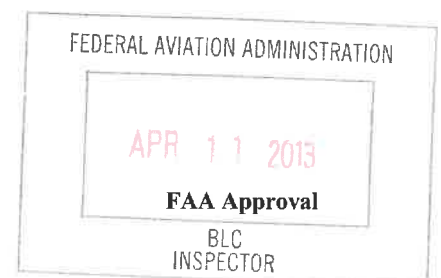 FEDERAL AVIATION ADMINISTRATION
APR 11 2013
FAA Approval
BLC
INSPECTOR